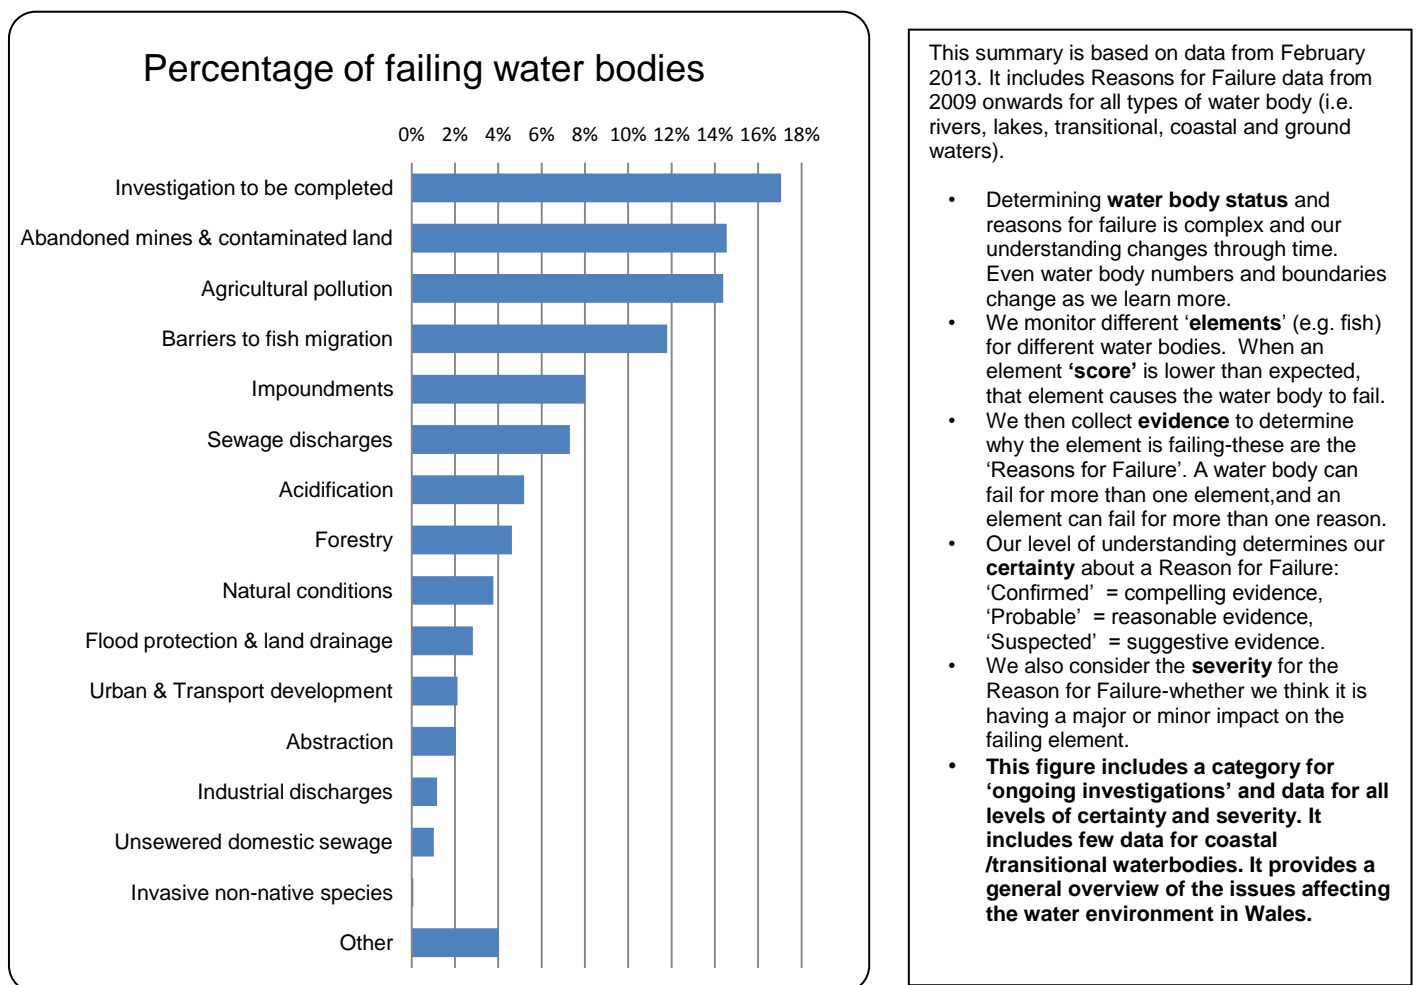 Percentage of failing water bodies
0% 2% 4% 6% 8% 10% 12% 14% 16% 18%
Investigation to be completed
Abandoned mines & contaminated land
Agricultural pollution
Barriers to fish migration
Impoundments
Sewage discharges
Acidification
Forestry
Natural conditions
Flood protection & land drainage
Urban & Transport development
Abstraction
Industrial discharges
Unsewered domestic sewage
Invasive non-native species
Other
This summary is based on data from February
2013. It includes Reasons for Failure data from
2009 onwards for all types of water body (i.e.
rivers, lakes, transitional, coastal and ground
waters).
• Determining water body status and
reasons for failure is complex and our
understanding changes through time.
Even water body numbers and boundaries
change as we learn more.
• We monitor different ‘elements’ (e.g. fish)
for different water bodies. When an
element ‘score’ is lower than expected,
that element causes the water body to fail.
• We then collect evidence to determine
why the element is failing-these are the
‘Reasons for Failure’. A water body can
fail for more than one element,and an
element can fail for more than one reason.
• Our level of understanding determines our
certainty about a Reason for Failure:
‘Confirmed’ = compelling evidence,
‘Probable’ = reasonable evidence,
‘Suspected’ = suggestive evidence.
• We also consider the severity for the
Reason for Failure-whether we think it is
having a major or minor impact on the
failing element.
• This figure includes a category for
‘ongoing investigations’ and data for all
levels of certainty and severity. It
includes few data for coastal
/transitional waterbodies. It provides a
general overview of the issues affecting
the water environment in Wales.